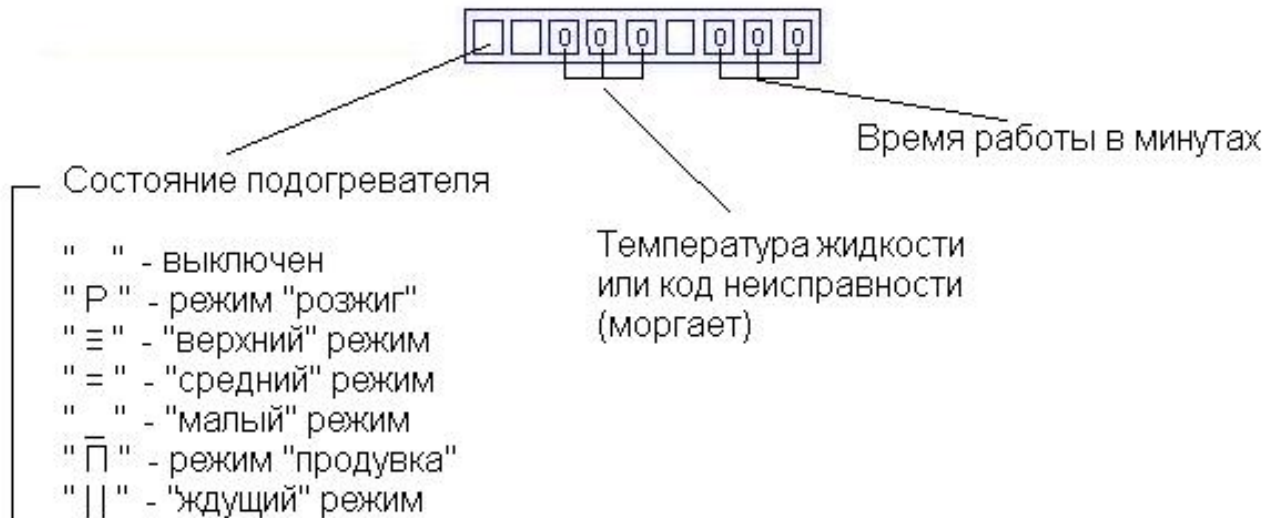 0 0 0 0 0 0
Время работы в минутах
Состояние подогревателя
Температура жидкости
или код неисправности
(моргает)
"   " - выключен
" Р " - режим "розжиг"
" ≡ " - "верхний" режим
" = " - "средний" режим
" _ " - "малый" режим
" П " - режим "продувка"
" || " - "ждущий" режим